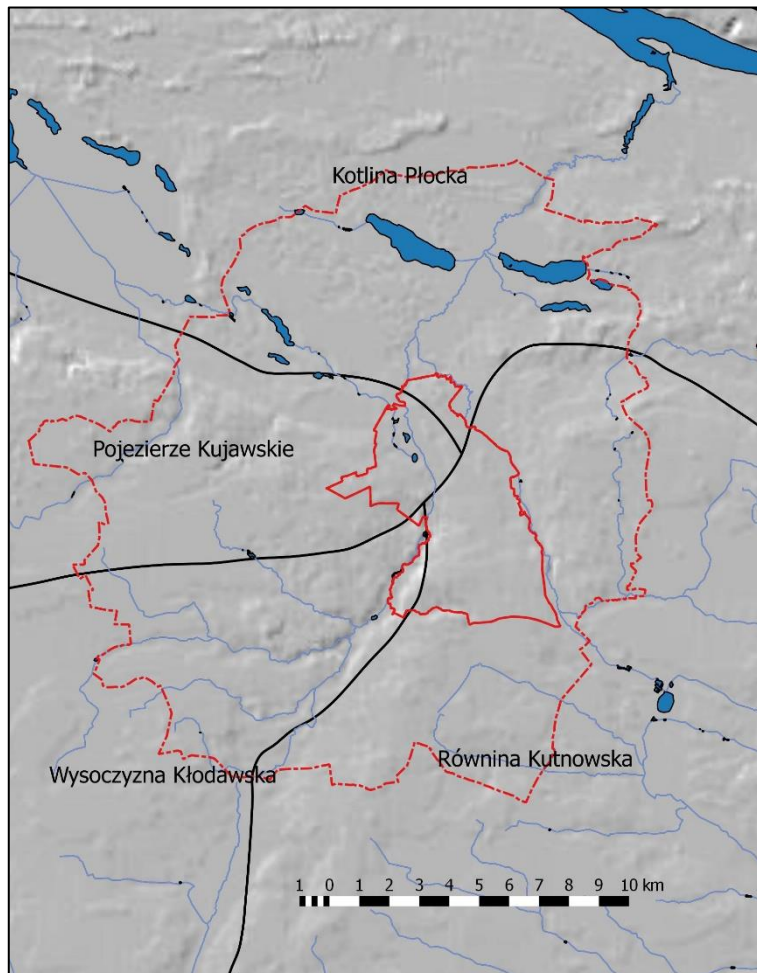 Kotlina Płocka
Pojezierze Kujawskie
Wysoczyzna Kłodawska
Równina Kutnowska
1 0 1 2 3 4 5 6 7 8 9 10 km